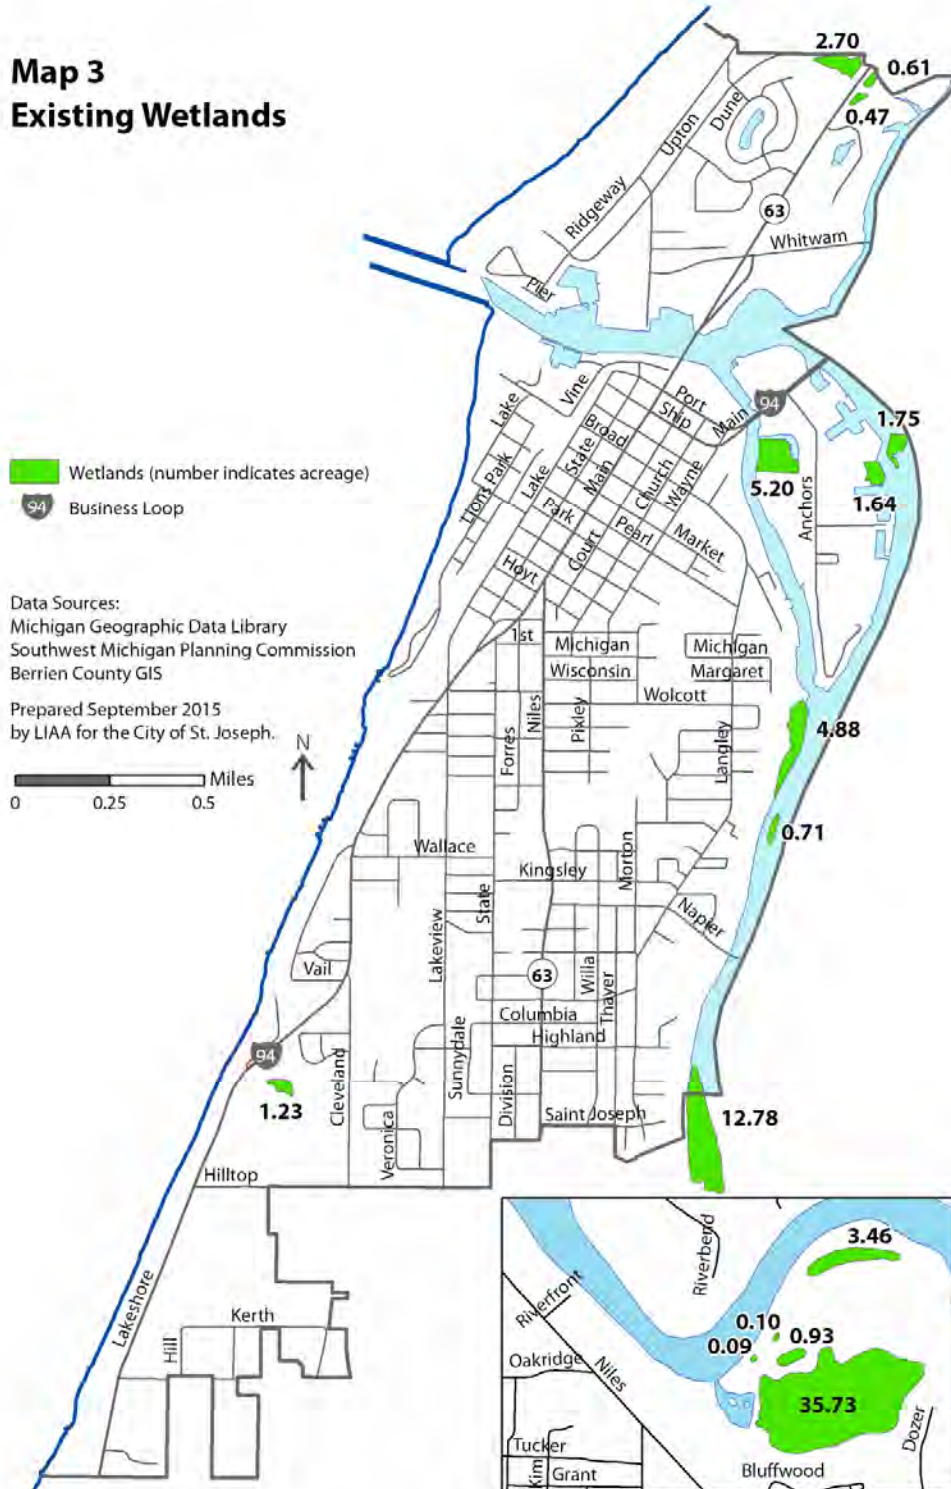 Map 3
Existing Wetlands
2.70
0.61
0.47
Dune
Upton
Ridgeway
63
Whitwam
Pier
Port
Ship
Main
94
Vine
Lake
Broad
State
Main
Church
Wayne
1.75
5.20
1.64
Anchors
Lions Park
Lake
Park
Pearl
Market
Court
Hoyt
Wetlands (number indicates acreage)
94 Business Loop
Data Sources:
Michigan Geographic Data Library
Southwest Michigan Planning Commission
Berrien County GIS
Prepared September 2015
by LIAA for the City of St. Joseph.
N
Miles
0 0.25 0.5
1st
Michigan
Michigan
Wisconsin
Margaret
Wolcott
Niles
Pixley
Forres
Langley
4.88
0.71
Wallace
Kingsley
Morton
State
Napier
Lakeview
Vail
63
Willa
Thayer
Columbia
Highland
94
1.23
Cleveland
Sunnydale
Division
Saint Joseph
Veronica
12.78
Hilltop
Lakeshore
Kerth
Hill
Riverbend
3.46
Riverfront
0.10
0.93
0.09
Oakridge
Niles
35.73
Dozer
Tucker
Kim
Grant
Bluffwood